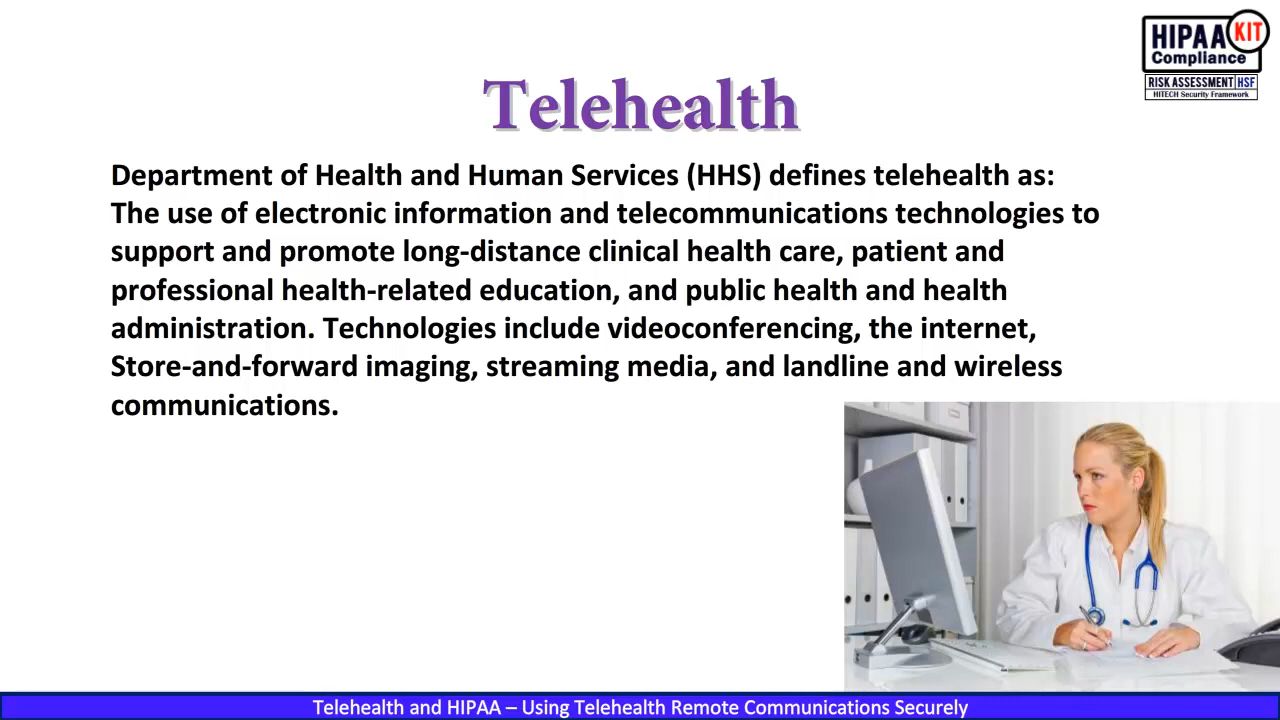 HIPAA KIT
Compliance
RISK ASSESSMENT HSF
HITECH Security Framework
Telehealth
Department of Health and Human Services (HHS) defines telehealth as:
The use of electronic information and telecommunications technologies to
support and promote long-distance clinical health care, patient and
professional health-related education, and public health and health
administration. Technologies include videoconferencing, the internet,
Store-and-forward imaging, streaming media, and landline and wireless
communications.
Telehealth and HIPAA – Using Telehealth Remote Communications Securely